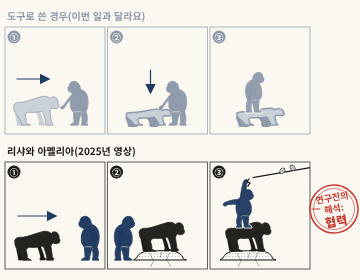 도구로 쓴 경우(이번 일과 달라요)
① ② ③
리샤와 아멜리아(2025년 영상)
① ② ③
연구진의
해석:
협력